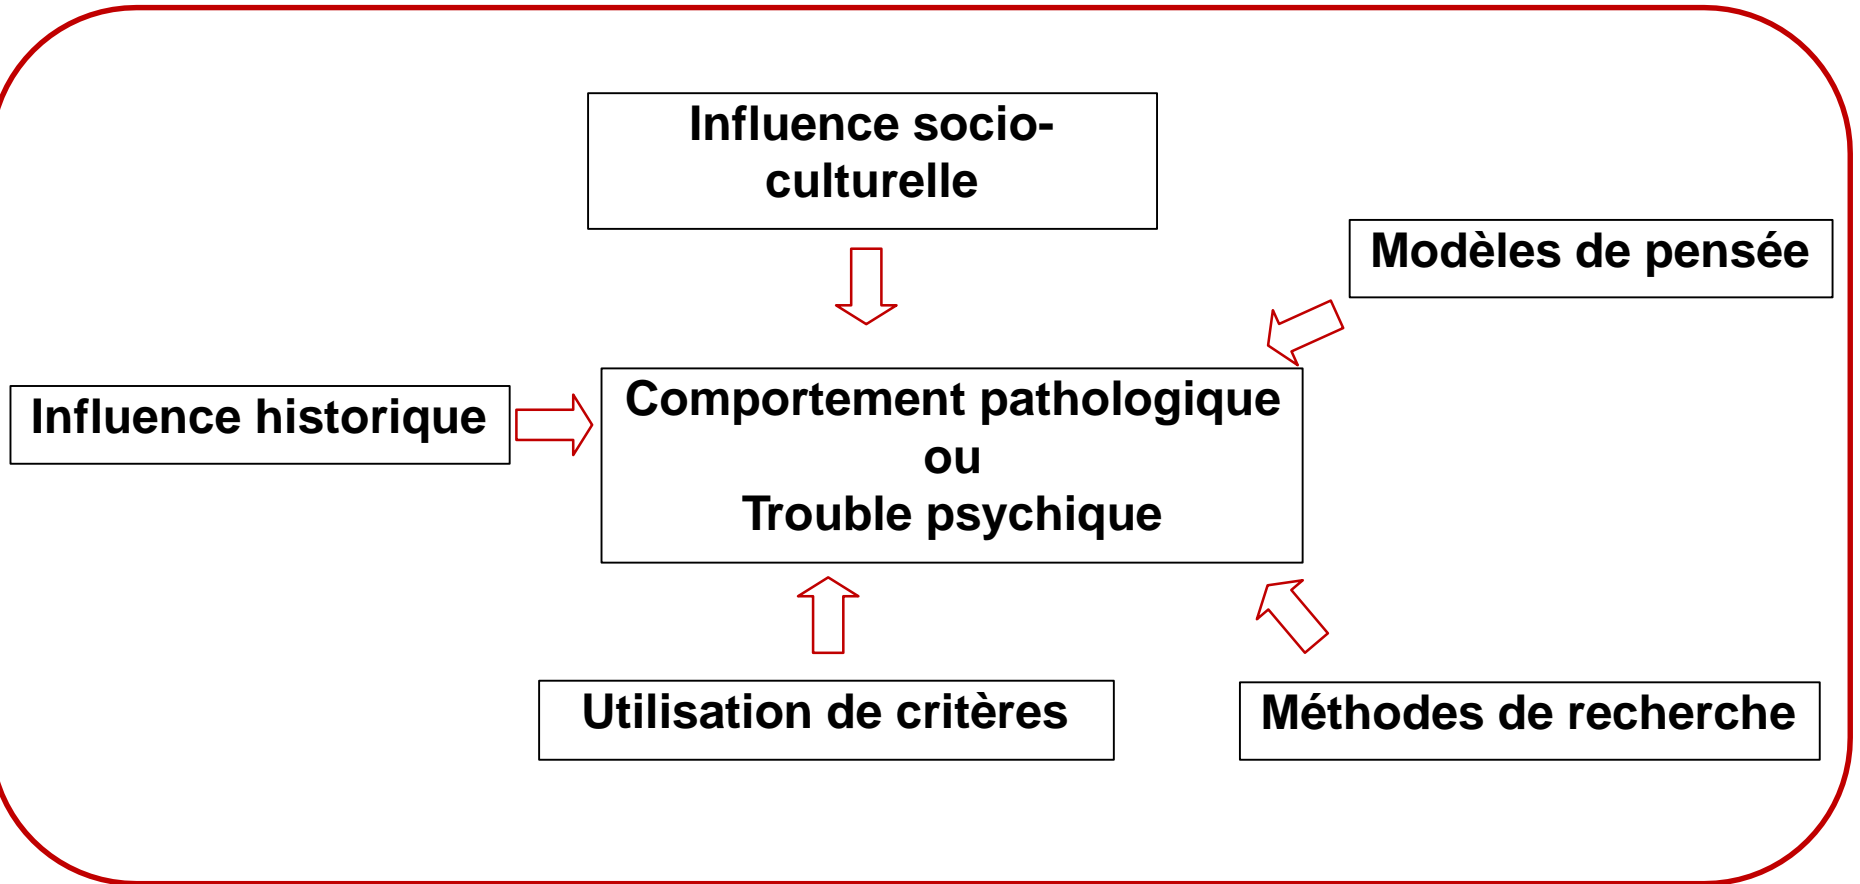 Influence socio-
culturelle
Modèles de pensée
Influence historique
Comportement pathologique
ou
Trouble psychique
Utilisation de critères
Méthodes de recherche